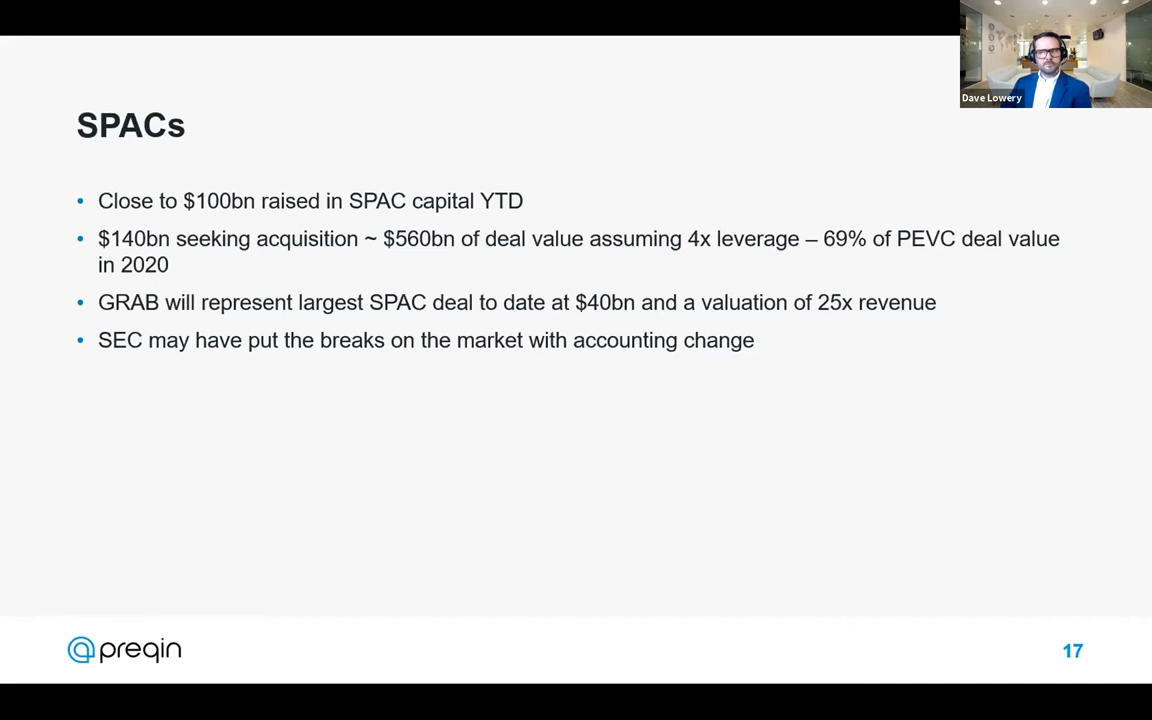 Dave Lowery
SPACs
• Close to $100bn raised in SPAC capital YTD
• $140bn seeking acquisition ~ $560bn of deal value assuming 4x leverage – 69% of PEVC deal value
in 2020
• GRAB will represent largest SPAC deal to date at $40bn and a valuation of 25x revenue
• SEC may have put the breaks on the market with accounting change
preqin
17